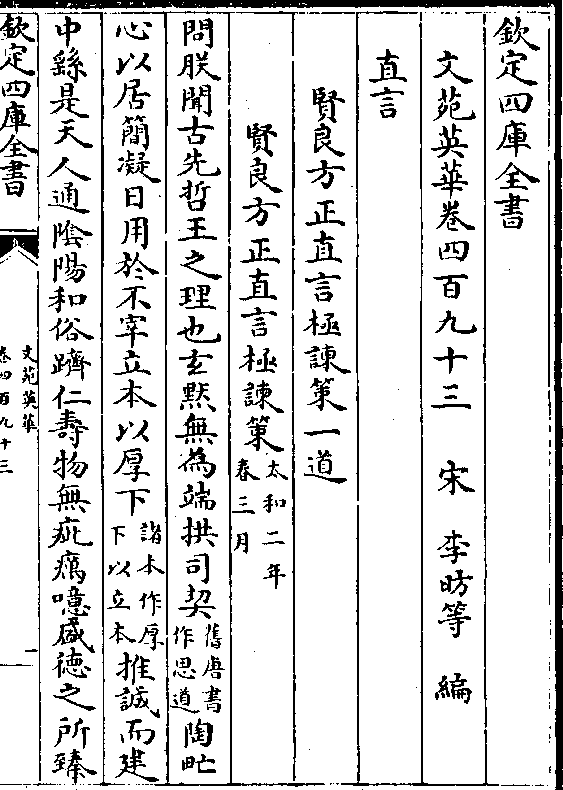 欽定四庫全書
文苑英華卷四百九十三　宋　李昉等　編
直言
賢良方正直言極諫策一道
賢良方正直言極諫策太和二年春三月
問朕聞古先哲王之理也玄默無為端拱司契舊唐書作思道陶甿
心以居簡凝日用於不宰立本以厚下諸本作厚下以立本推誠而建
中繇是天人通陰陽和俗躋仁壽物無疵癘噫盛德之所臻
欽定四庫全書
文苑英華
卷四百九十三
一